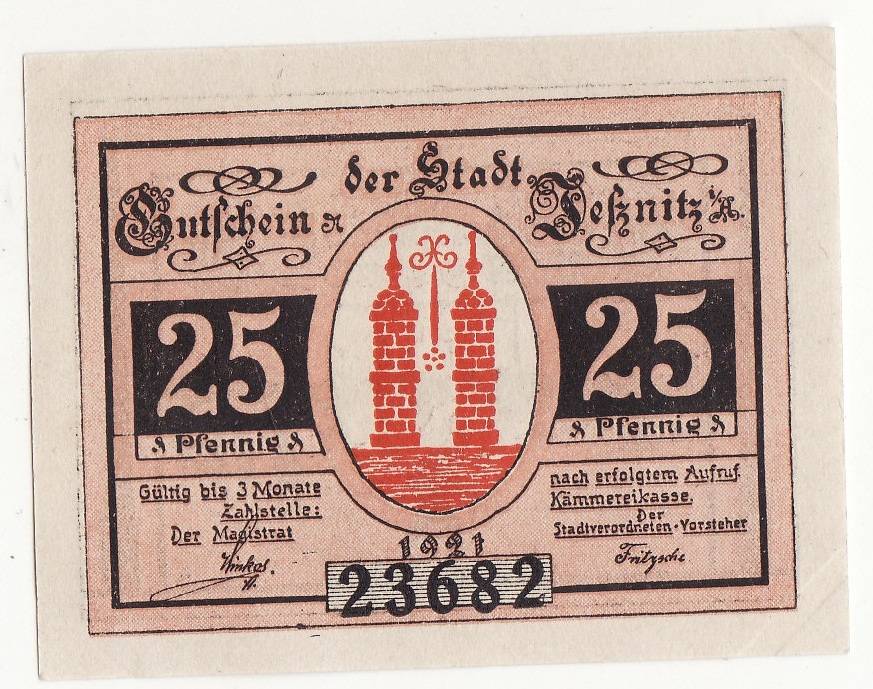 der Stadt
Gutschein Jeßnitz i/A.
25 25
Pfennig Pfennig
Gültig bis 3 Monate nach erfolgtem Aufruf.
Zahlstelle: Kämmereikasse.
Der Magistrat Der
Stadtverordneten-Vorsteher
Fritzsche
1921
23682